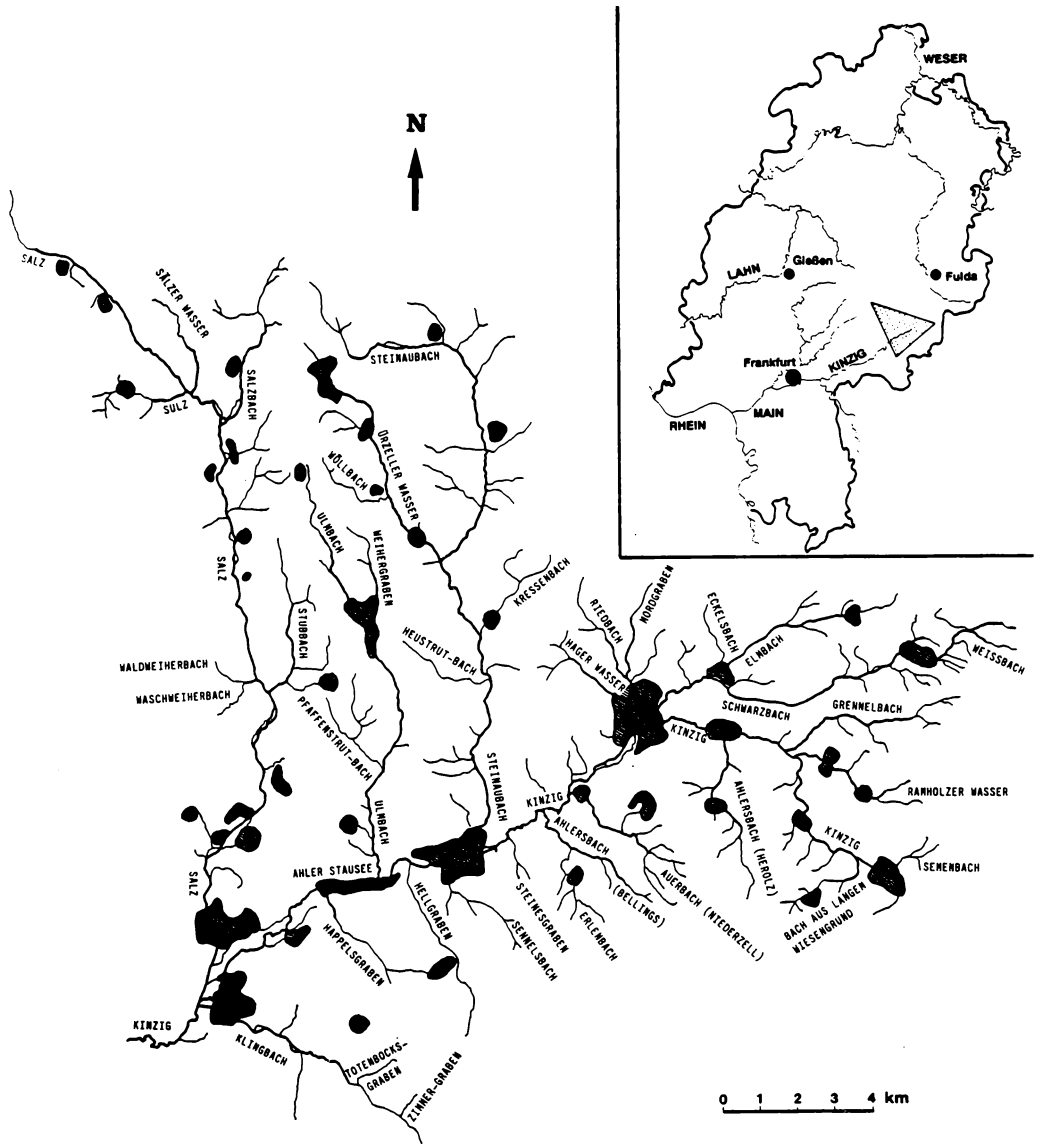 WESER
N
Gießen
LAHN
Fulda
Frankfurt
KINZIG
MAIN
RHEIN
SALZ
SÄLZER WASSER
STEINAUBACH
SALZBACH
SULZ
ÜRZELLER WASSER
WÖLLBACH
ULMBACH
WEIHERGRABEN
SALZ
KRESSENBACH
STUBBACH
HEUSTRUT-BACH
WALDWEIHERBACH
WASCHWEIHERBACH
PFAFFENSTRUT-BACH
RIEDBACH
NORDGRABEN
ECKELSBACH
ELMBACH
HAGER WASSER
WEISSBACH
SCHWARZBACH
GRENNELBACH
KINZIG
STEINAUBACH
RAMHOLZER WASSER
ULMBACH
KINZIG
AHLERSBACH
AHLERSBACH (HEROLZ)
KINZIG
SEMENBACH
AHLER STAUSEE
SALZ
HELLGRABEN
STEINESGRABEN
(BELLINGS)
AUERBACH (NIEDERZELL)
ERLENBACH
SENNELSBACH
BACH AUS LANGEN
WIESENGRUND
HAPPELSGRABEN
KINZIG
KLINGBACH
TOTENBOCKS-
GRABEN
ZIMMER-GRABEN
0 1 2 3 4 km